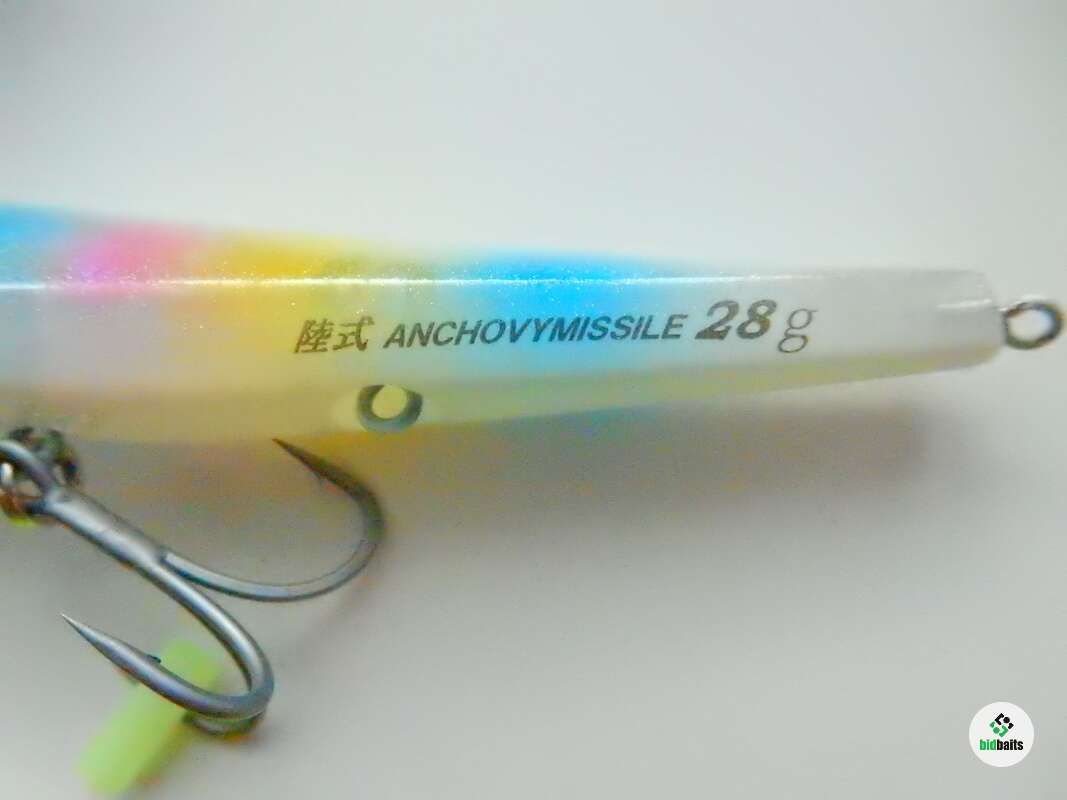 陸式 ANCHOVYMISSILE 28g
bidbaits